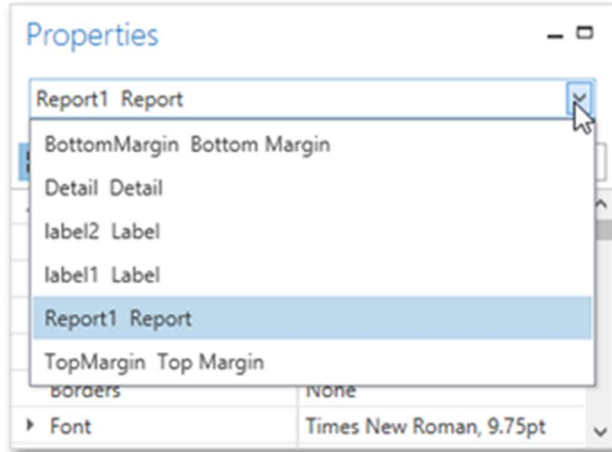 Properties
Report1 Report
BottomMargin Bottom Margin
Detail Detail
label2 Label
label1 Label
Report1 Report
TopMargin Top Margin
Borders None
Font Times New Roman, 9.75pt